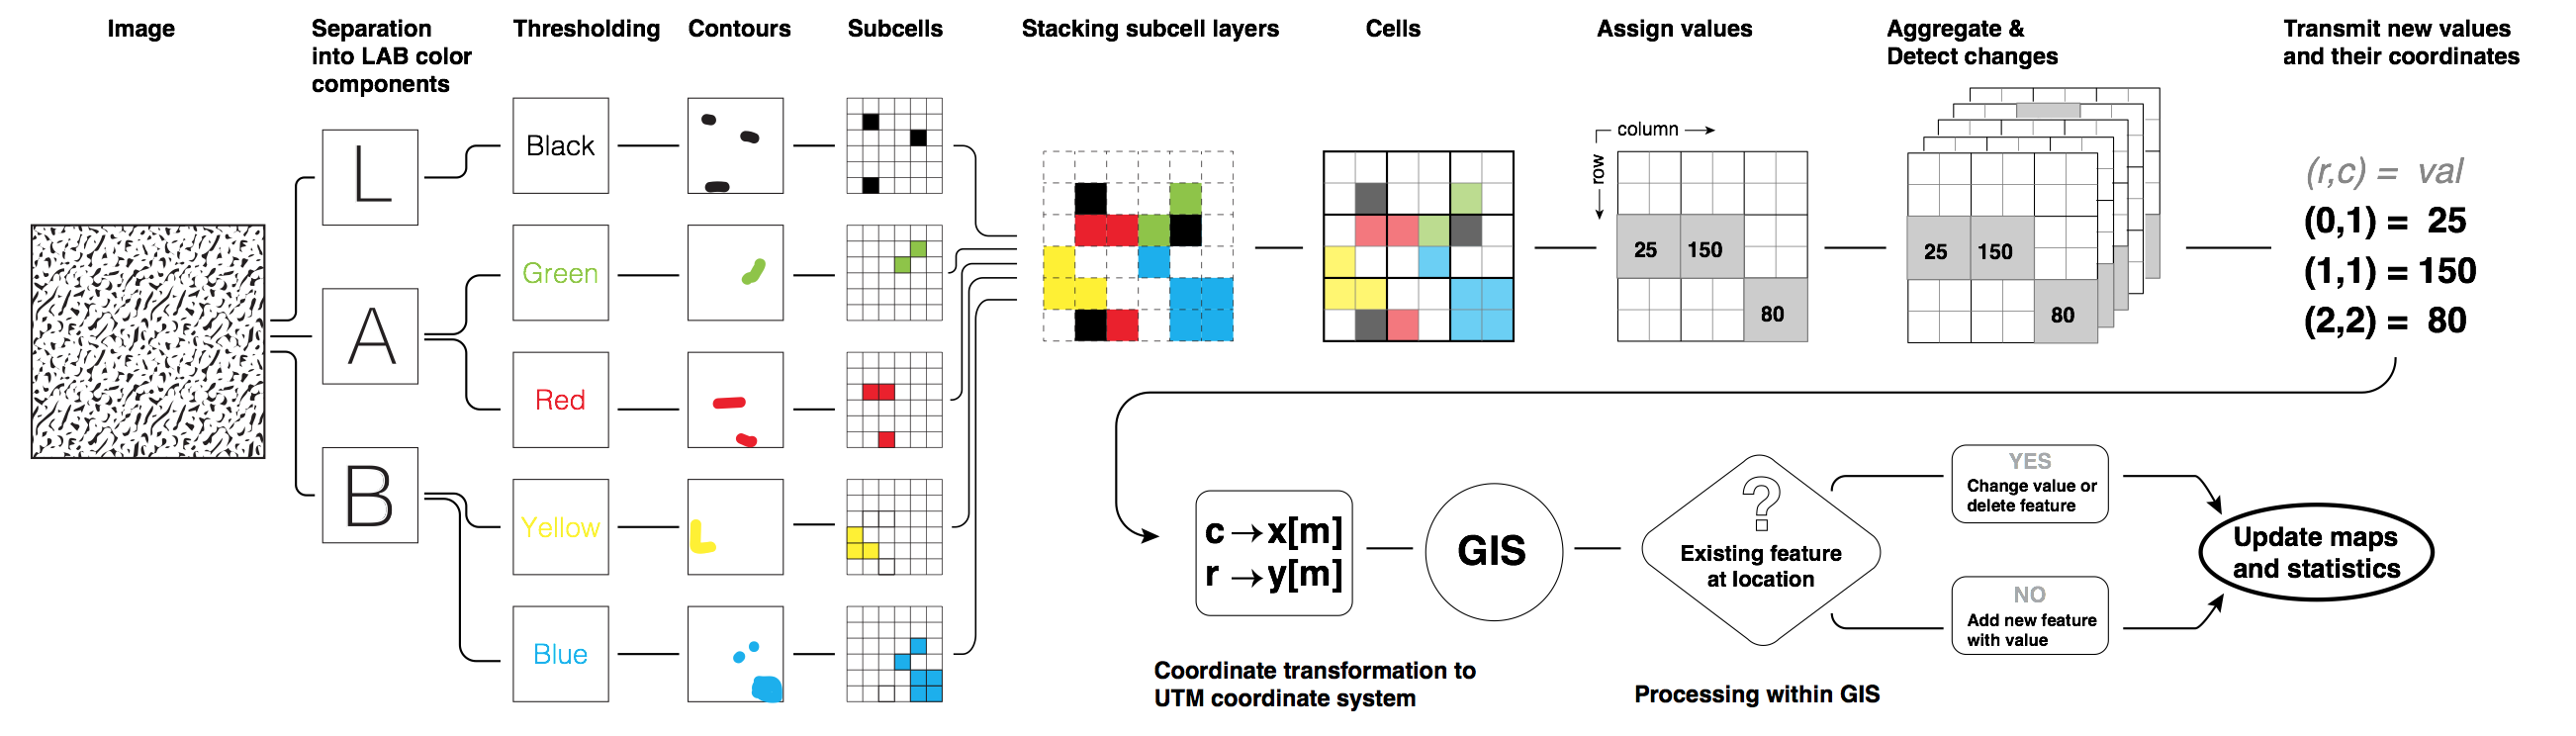 Image
Separation
into LAB color
components
Thresholding
Contours
Subcells
Stacking subcell layers
Cells
Assign values
Aggregate &
Detect changes
Transmit new values
and their coordinates
L
A
B
Black
Green
Red
Yellow
Blue
column
row
25 150
80
25 150
80
(r,c) = val
(0,1) = 25
(1,1) = 150
(2,2) = 80
c → x[m]
r → y[m]
Coordinate transformation to
UTM coordinate system
GIS
?
Existing feature
at location
Processing within GIS
YES
Change value or
delete feature
NO
Add new feature
with value
Update maps
and statistics